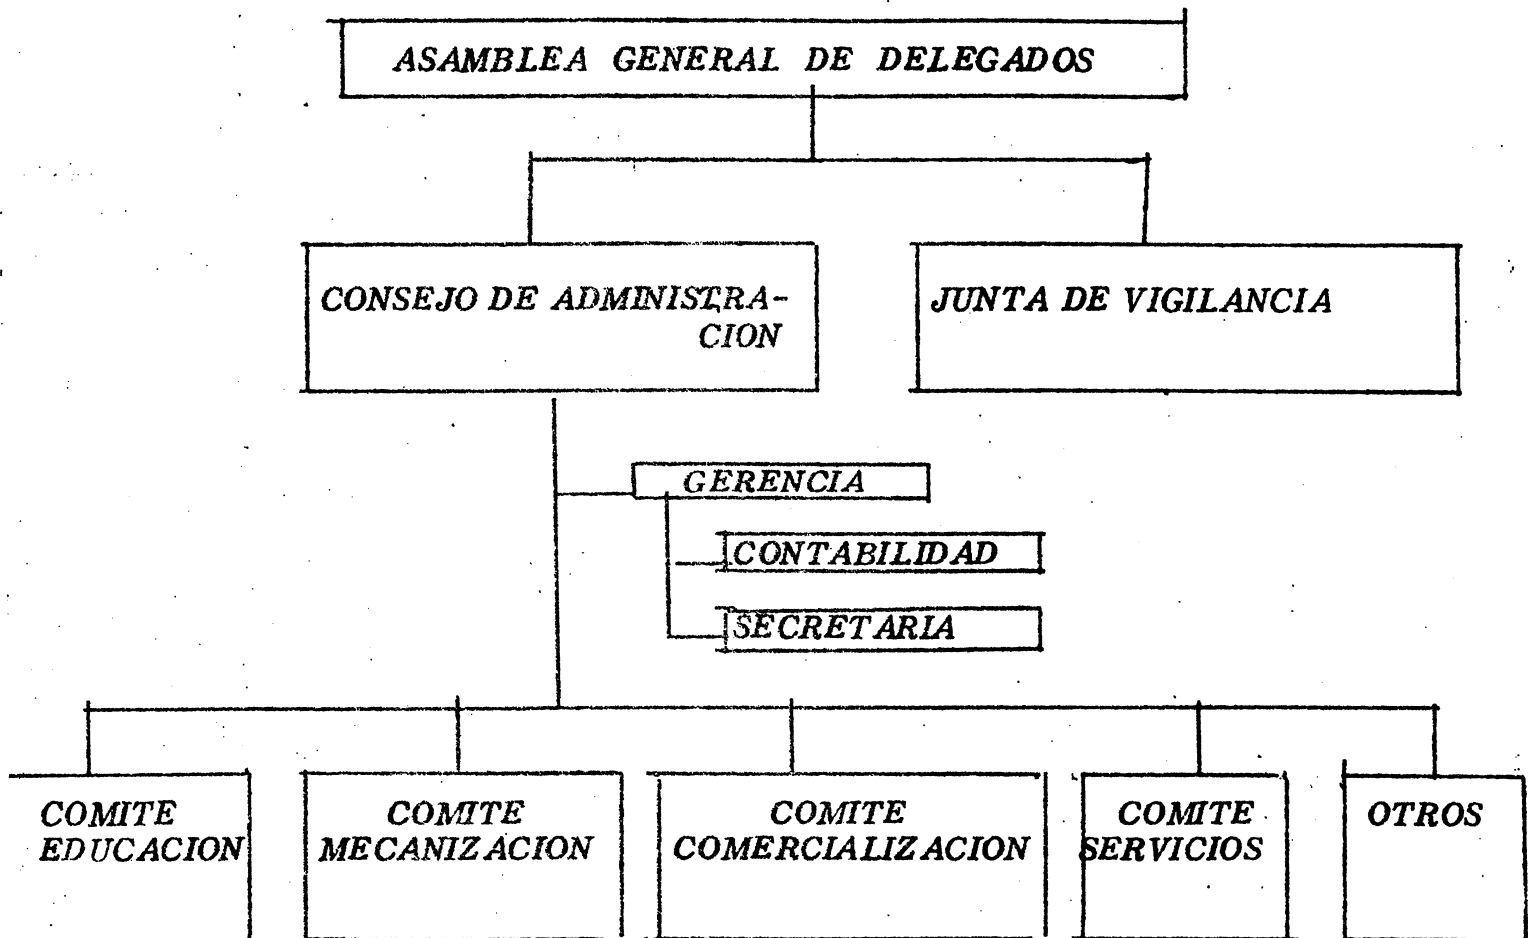 ASAMBLEA GENERAL DE DELEGADOS
CONSEJO DE ADMINISTRA-
CION
JUNTA DE VIGILANCIA
GERENCIA
CONTABILIDAD
SECRETARIA
COMITE
EDUCACION
COMITE
MECANIZACION
COMITE
COMERCIALIZACION
COMITE
SERVICIOS
OTROS